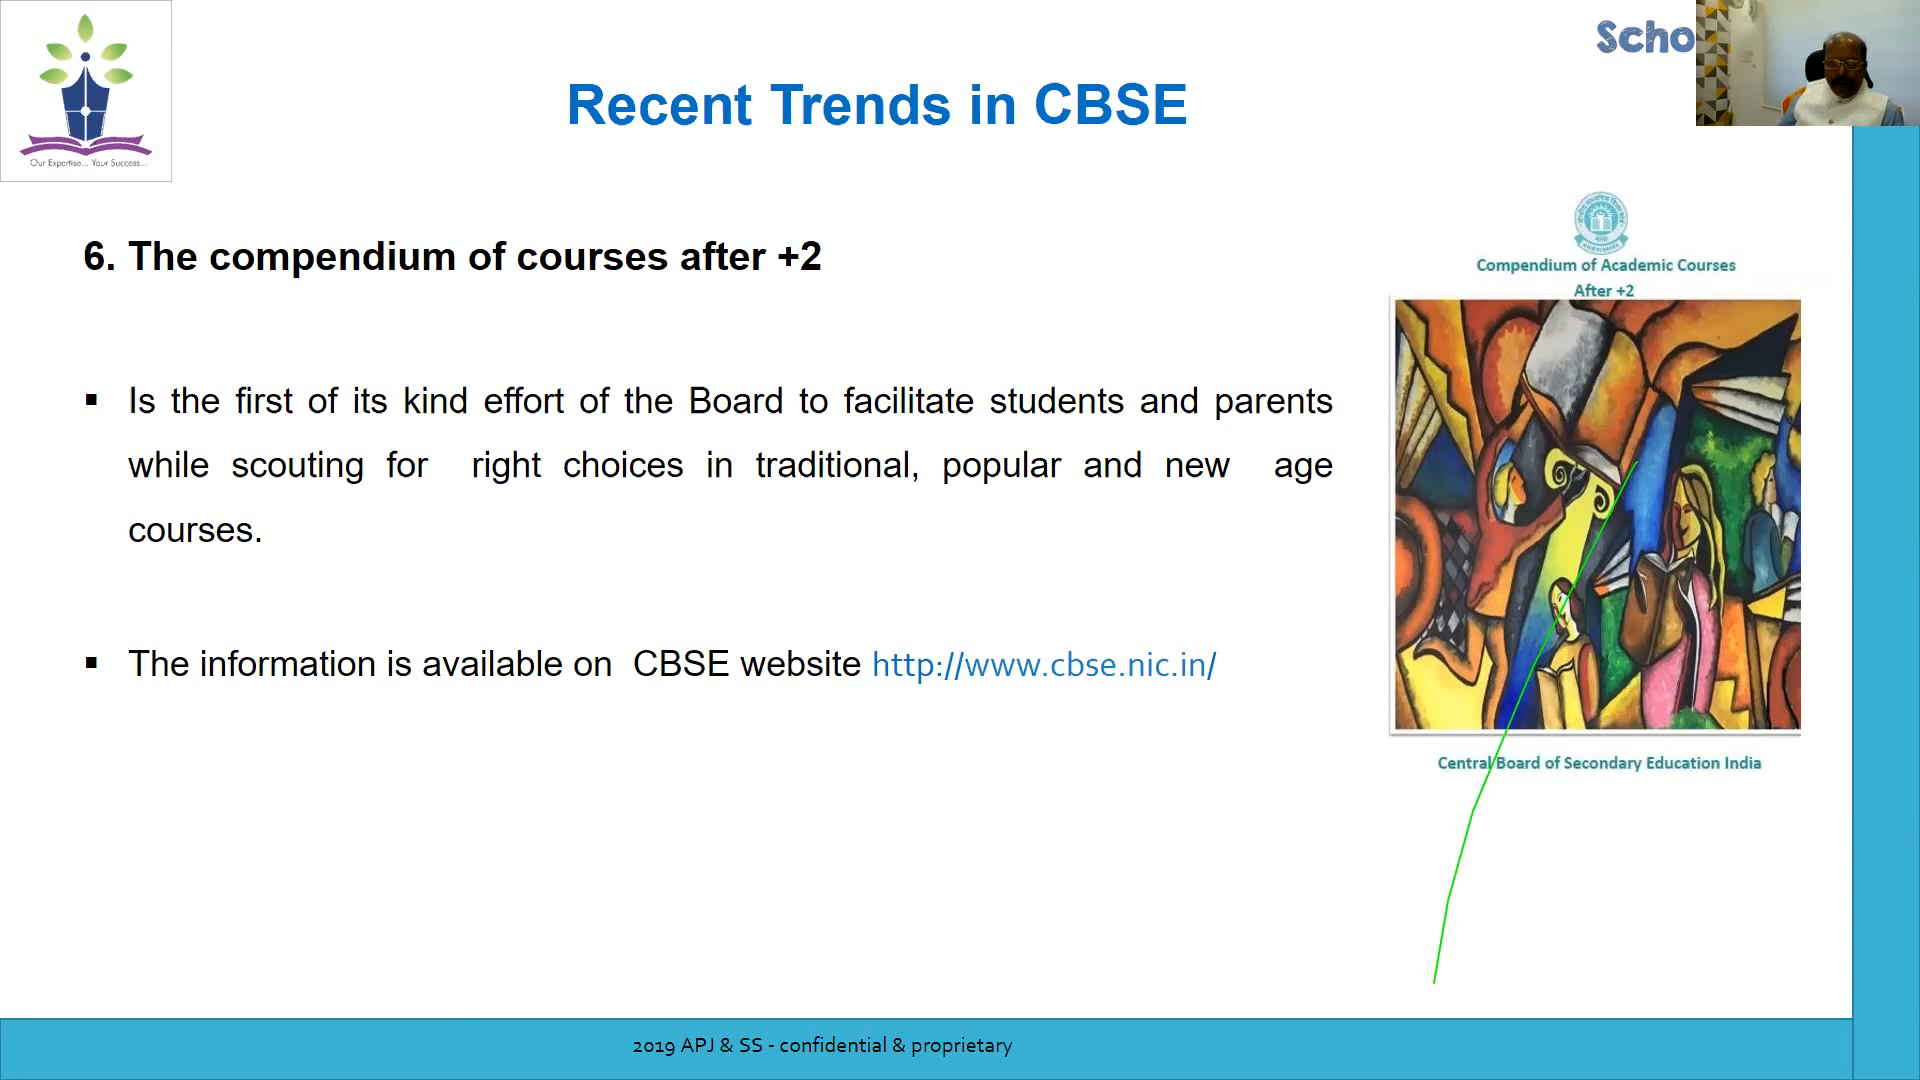 Our Expertise... Your Success...
Scho
Recent Trends in CBSE
6. The compendium of courses after +2
▪ Is the first of its kind effort of the Board to facilitate students and parents
while scouting for right choices in traditional, popular and new age
courses.
▪ The information is available on CBSE website http://www.cbse.nic.in/
Compendium of Academic Courses
After +2
Central Board of Secondary Education India
2019 APJ & SS - confidential & proprietary